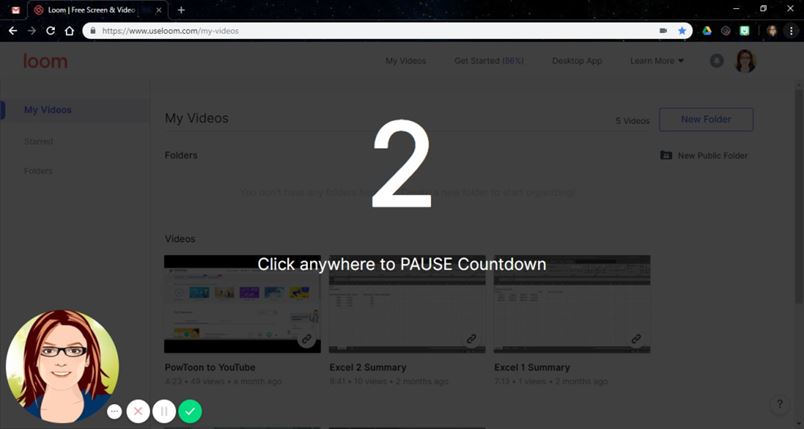 Loom | Free Screen & Video
https://www.useloom.com/my-videos
loom
My Videos
Get Started (86%)
Desktop App
Learn More
My Videos
Starred
Folders
My Videos
5 Videos
New Folder
Folders
New Public Folder
2
You don't have any folders
a new folder to start organizing!
Videos
Click anywhere to PAUSE Countdown
PowToon to YouTube
4:23 • 49 views • a month ago
Excel 2 Summary
9:41 • 10 views • 2 months ago
Excel 1 Summary
7:13 • 1 views • 2 months ago
?